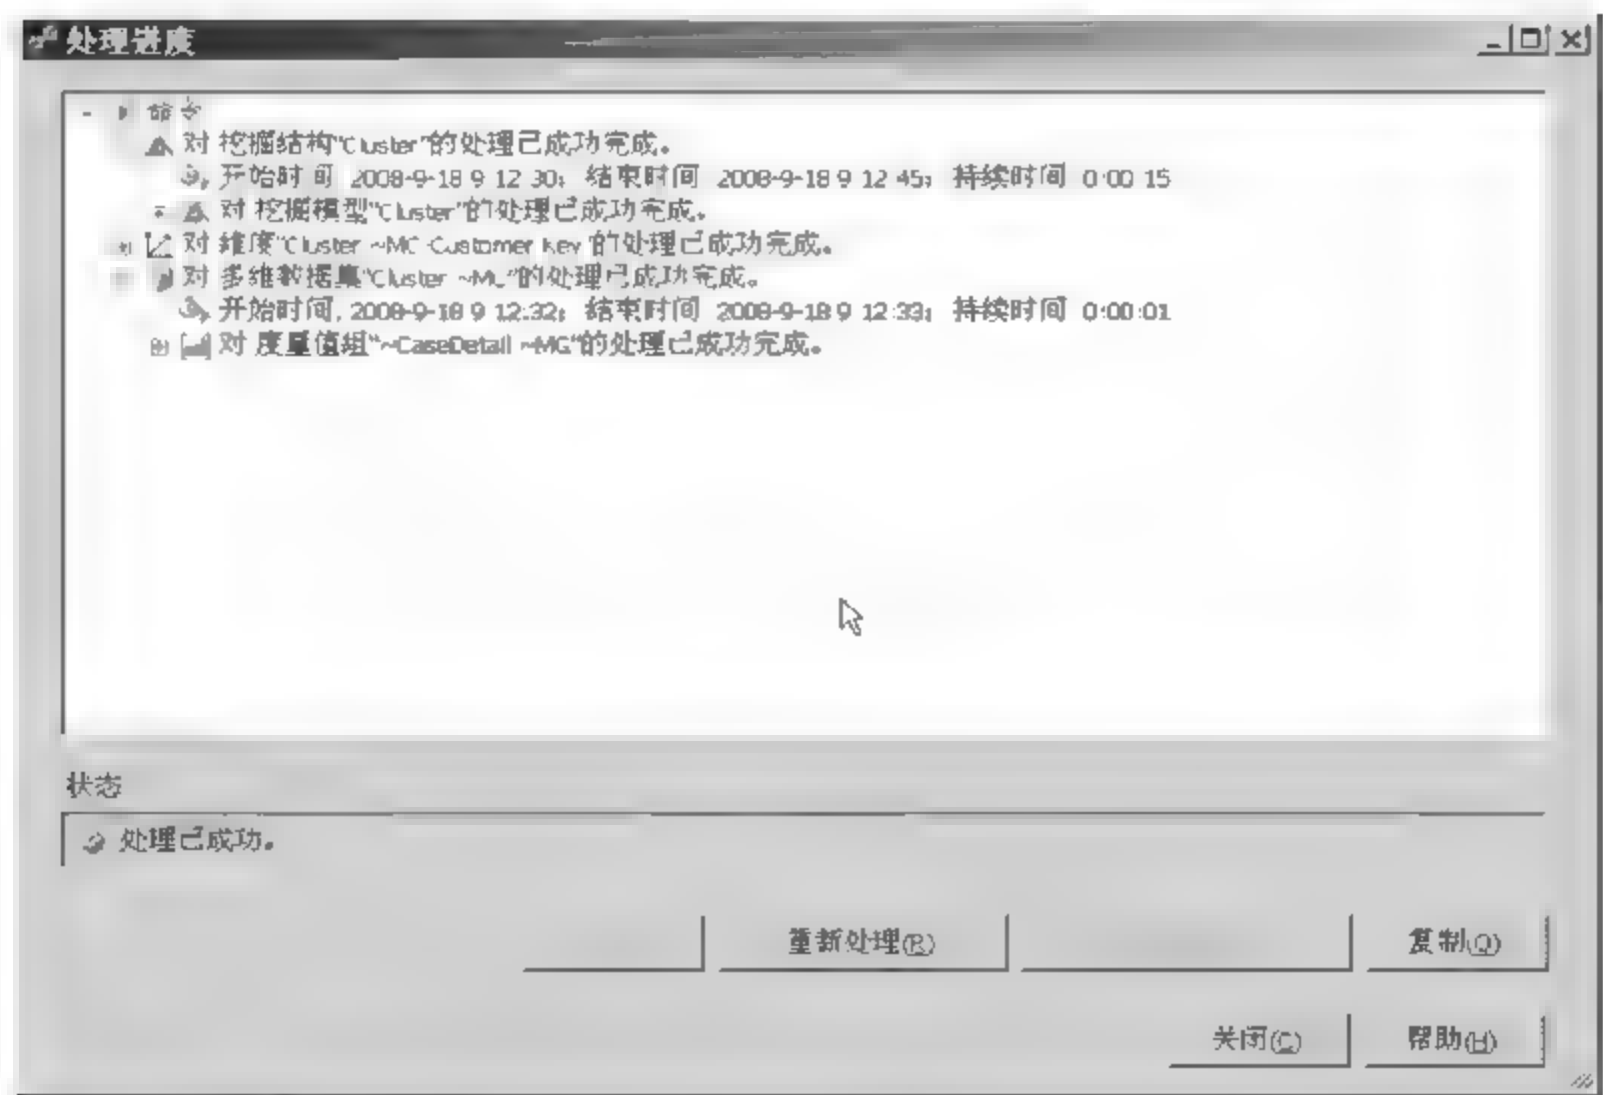 处理进度
命令
对 挖掘结构"Cluster"的处理已成功完成。
开始时间 2008-9-18 9 12 30; 结束时间 2008-9-18 9 12 45; 持续时间 0:00 15
对 挖掘模型"Cluster"的处理已成功完成。
对 维度"Cluster ~MC Customer Key 的处理已成功完成。
对 多维数据集"Cluster ~MC"的处理已成功完成。
开始时间, 2008-9-18 9 12:32; 结束时间 2008-9-18 9 12:33; 持续时间 0:00:01
对 度量值组"~CaseDetail ~MG"的处理已成功完成。
状态
处理已成功。
重新处理(R)
复制(O)
关闭(C)
帮助(H)